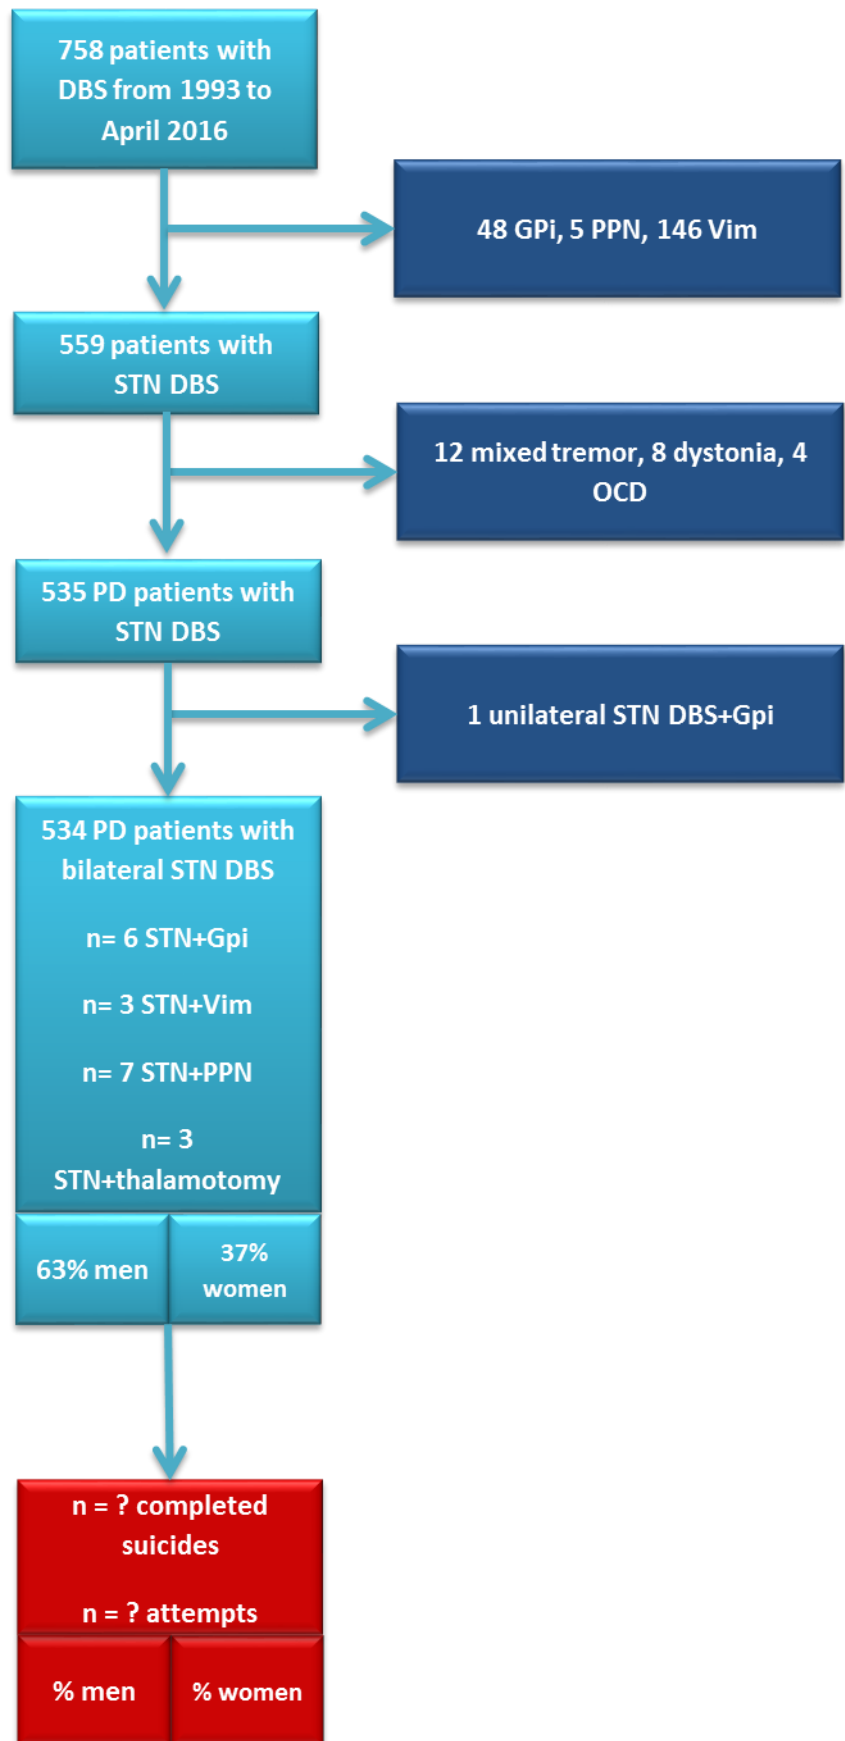 758 patients with
DBS from 1993 to
April 2016
48 GPi, 5 PPN, 146 Vim
559 patients with
STN DBS
12 mixed tremor, 8 dystonia, 4
OCD
535 PD patients with
STN DBS
1 unilateral STN DBS+Gpi
534 PD patients with
bilateral STN DBS
n= 6 STN+Gpi
n= 3 STN+Vim
n= 7 STN+PPN
n= 3
STN+thalamotomy
63% men
37%
women
n = ? completed
suicides
n = ? attempts
% men
% women